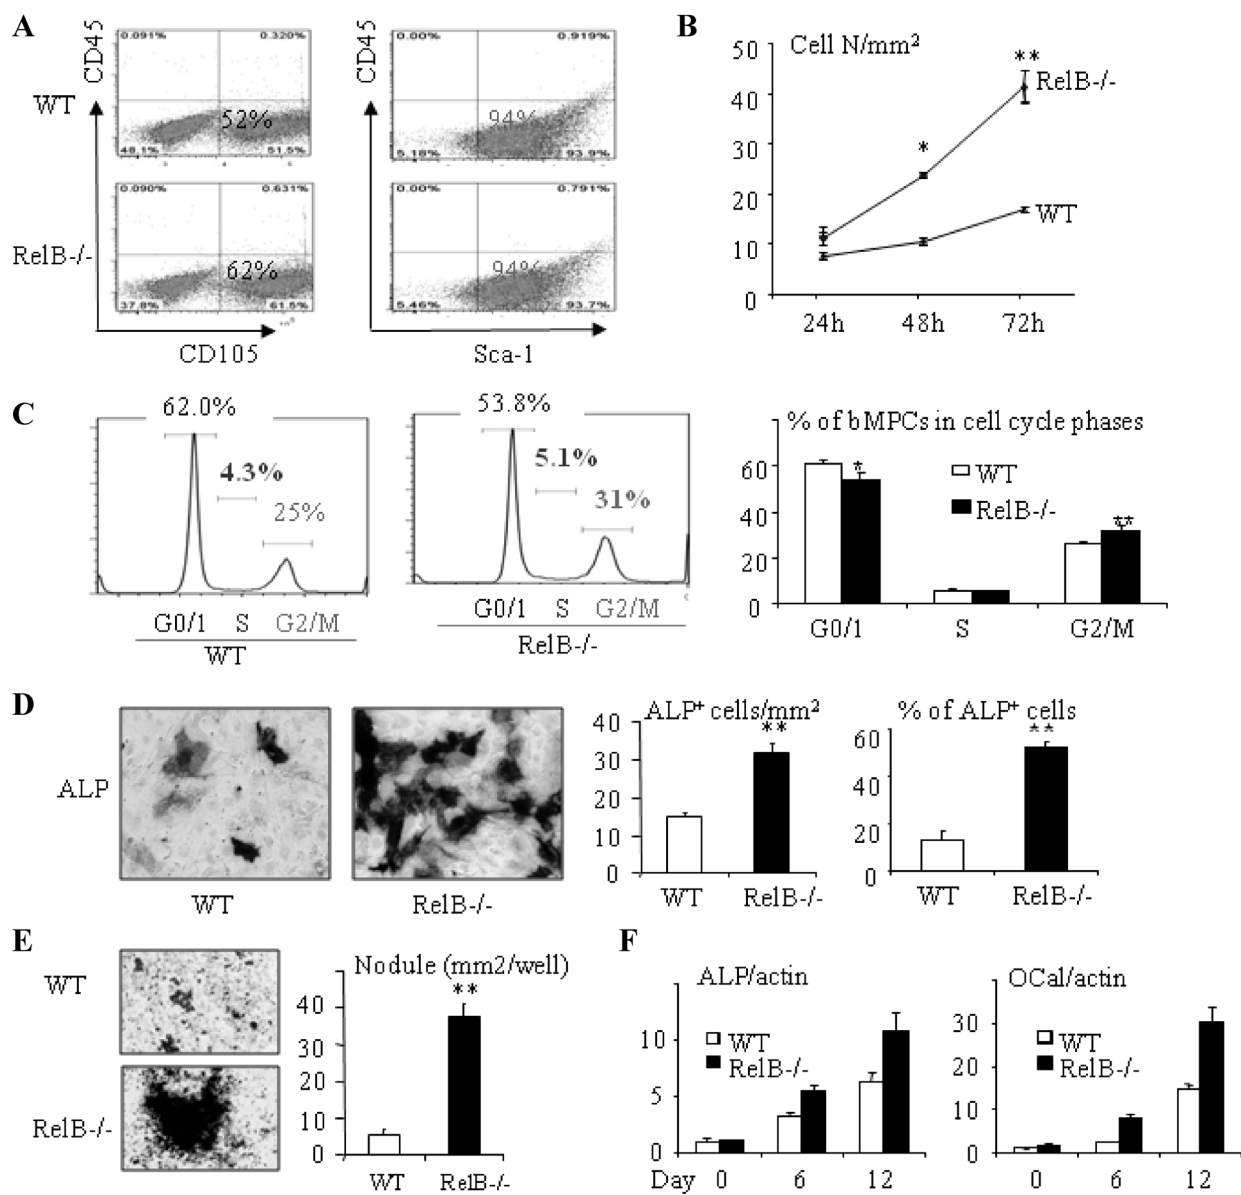 A
CD45
WT
0.091%
0.320%
52%
48.1%
51.5%
CD45
0.00%
0.919%
94%
5.18%
93.9%
RelB-/-
0.090%
0.631%
62%
37.8%
61.5%
CD105
0.00%
0.791%
94%
5.46%
93.7%
Sca-1
B
Cell N/mm²
50
40
30
20
10
0
**
RelB-/-
*
WT
24h
48h
72h
C
62.0%
4.3%
25%
G0/1
S
G2/M
WT
53.8%
5.1%
31%
G0/1
S
G2/M
RelB-/-
% of bMPCs in cell cycle phases
60
40
20
0
*
**
WT
RelB-/-
G0/1
S
G2/M
D
ALP
WT
RelB-/-
ALP⁺ cells/mm²
40
30
15
10
0
**
WT
RelB-/-
% of ALP⁺ cells
60
40
20
0
**
WT
RelB-/-
E
WT
RelB-/-
Nodule (mm2/well)
40
30
20
10
0
**
WT
RelB-/-
F
ALP/actin
10
5
0
WT
RelB-/-
Day
0
6
12
OCal/actin
30
20
10
0
WT
RelB-/-
0
6
12